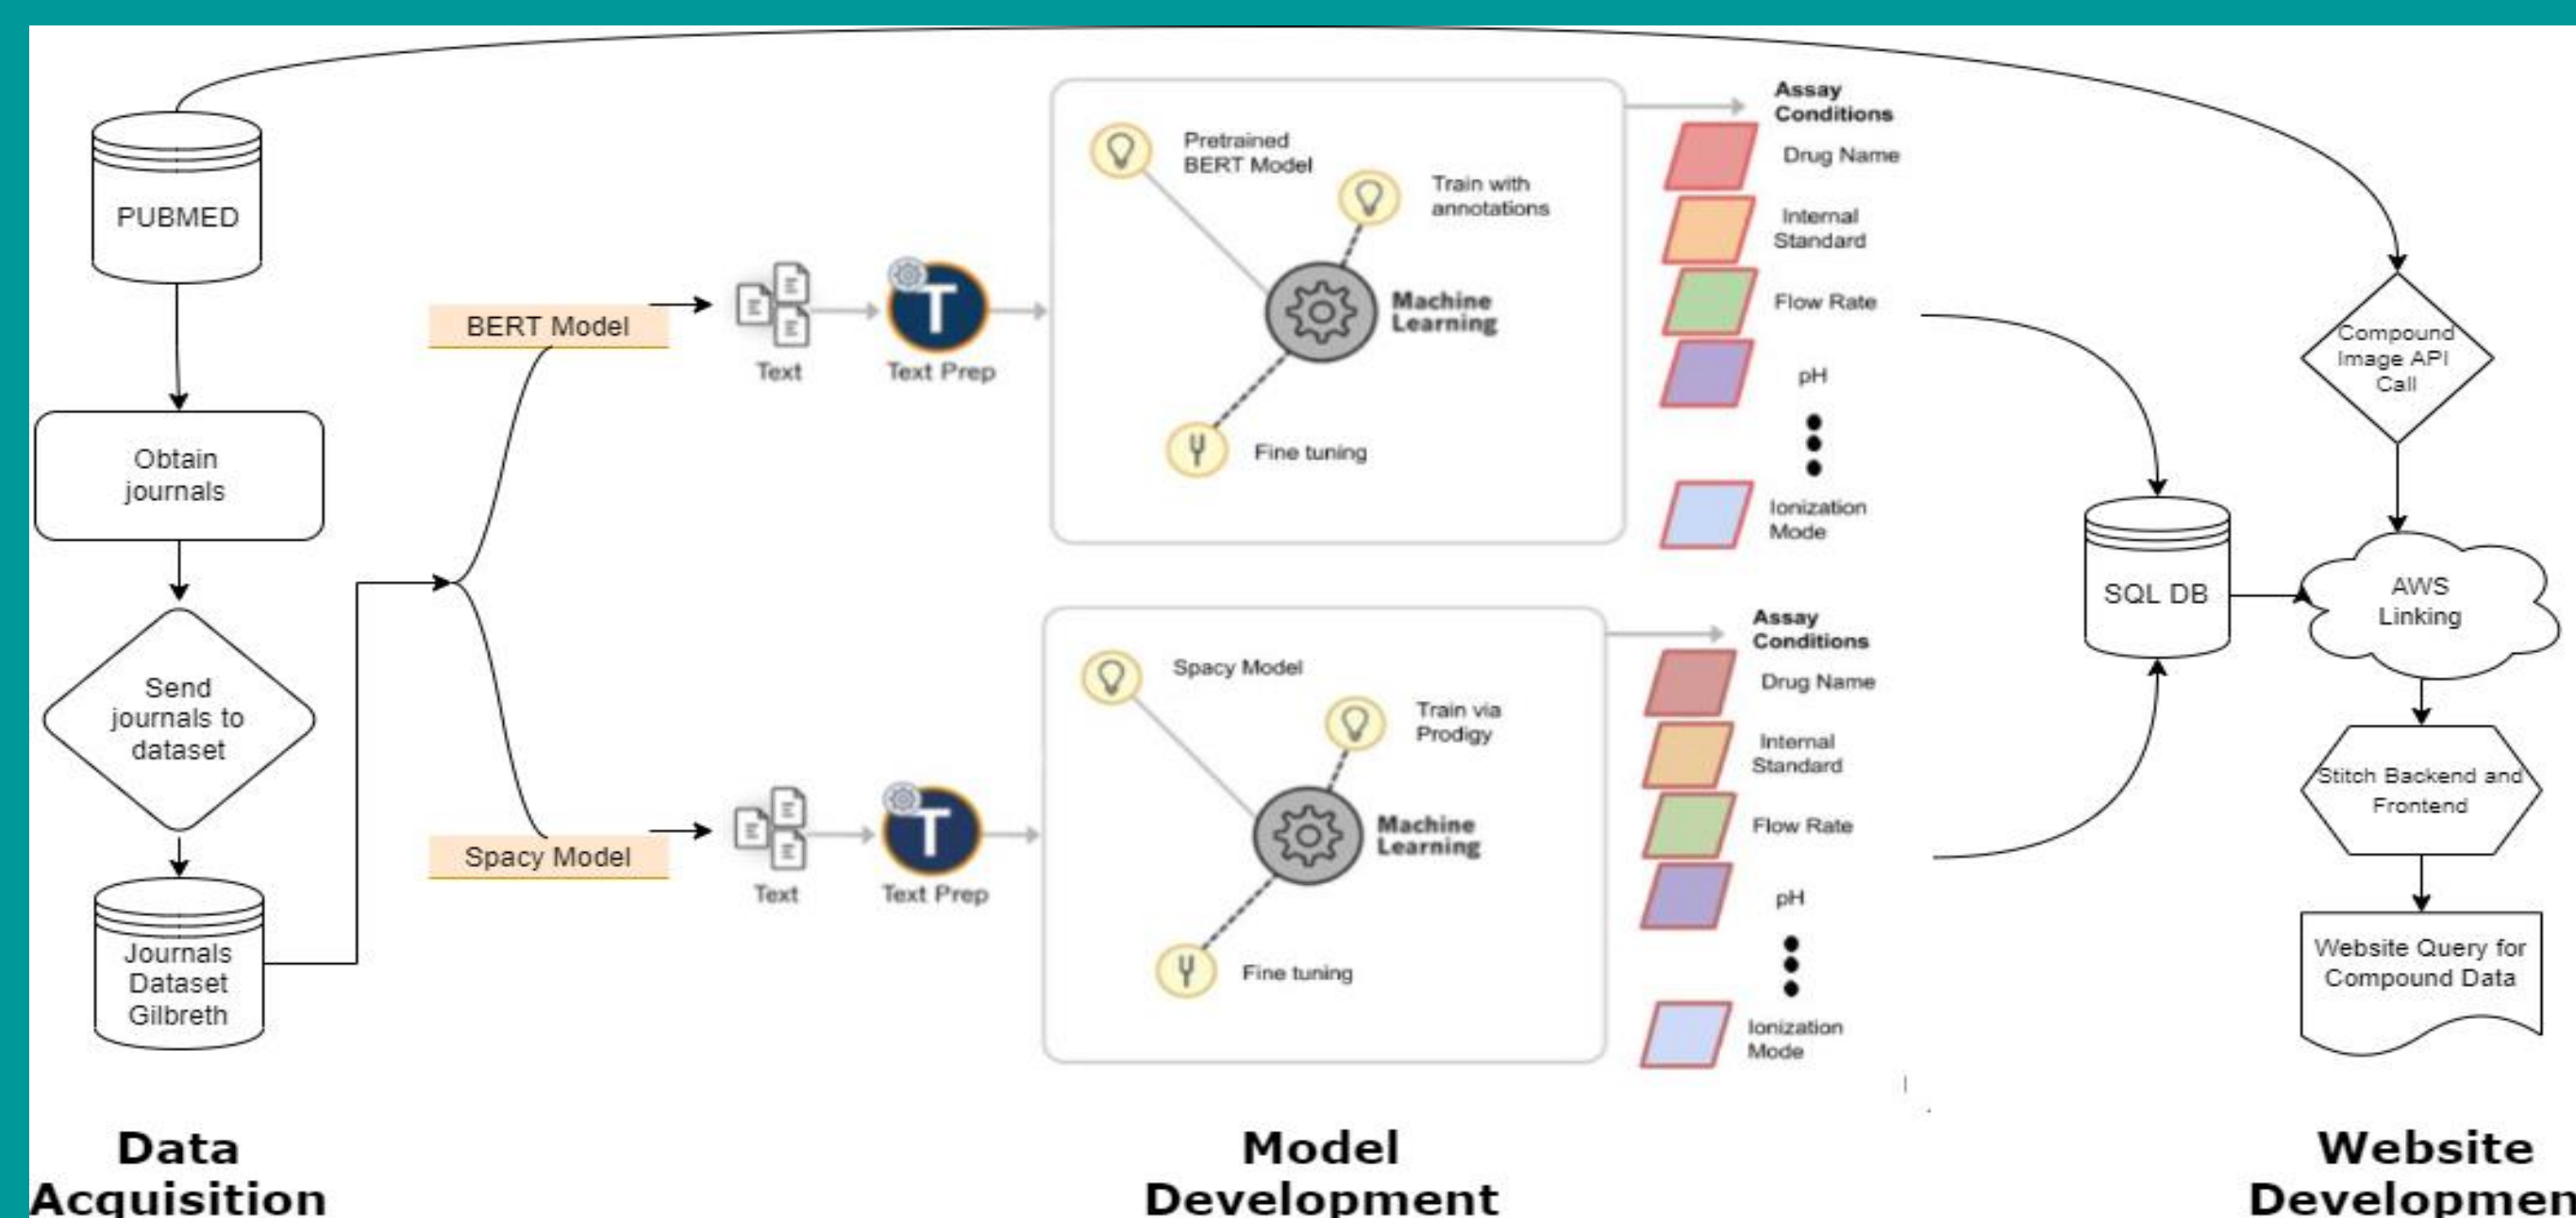 PUBMED
Obtain
journals
Send
journals to
dataset
Journals
Dataset
Gilbreth
BERT Model
Text
Text Prep
Pretrained
BERT Model
Train with
annotations
Machine
Learning
Fine tuning
Assay
Conditions
Drug Name
Internal
Standard
Flow Rate
pH
Ionization
Mode
Spacy Model
Text
Text Prep
Spacy Model
Train via
Prodigy
Machine
Learning
Fine tuning
Assay
Conditions
Drug Name
Internal
Standard
Flow Rate
pH
Ionization
Mode
SQL DB
Compound
Image API
Call
AWS
Linking
Stitch Backend and
Frontend
Website Query for
Compound Data
Data
Acquisition
Model
Development
Website
Developmen